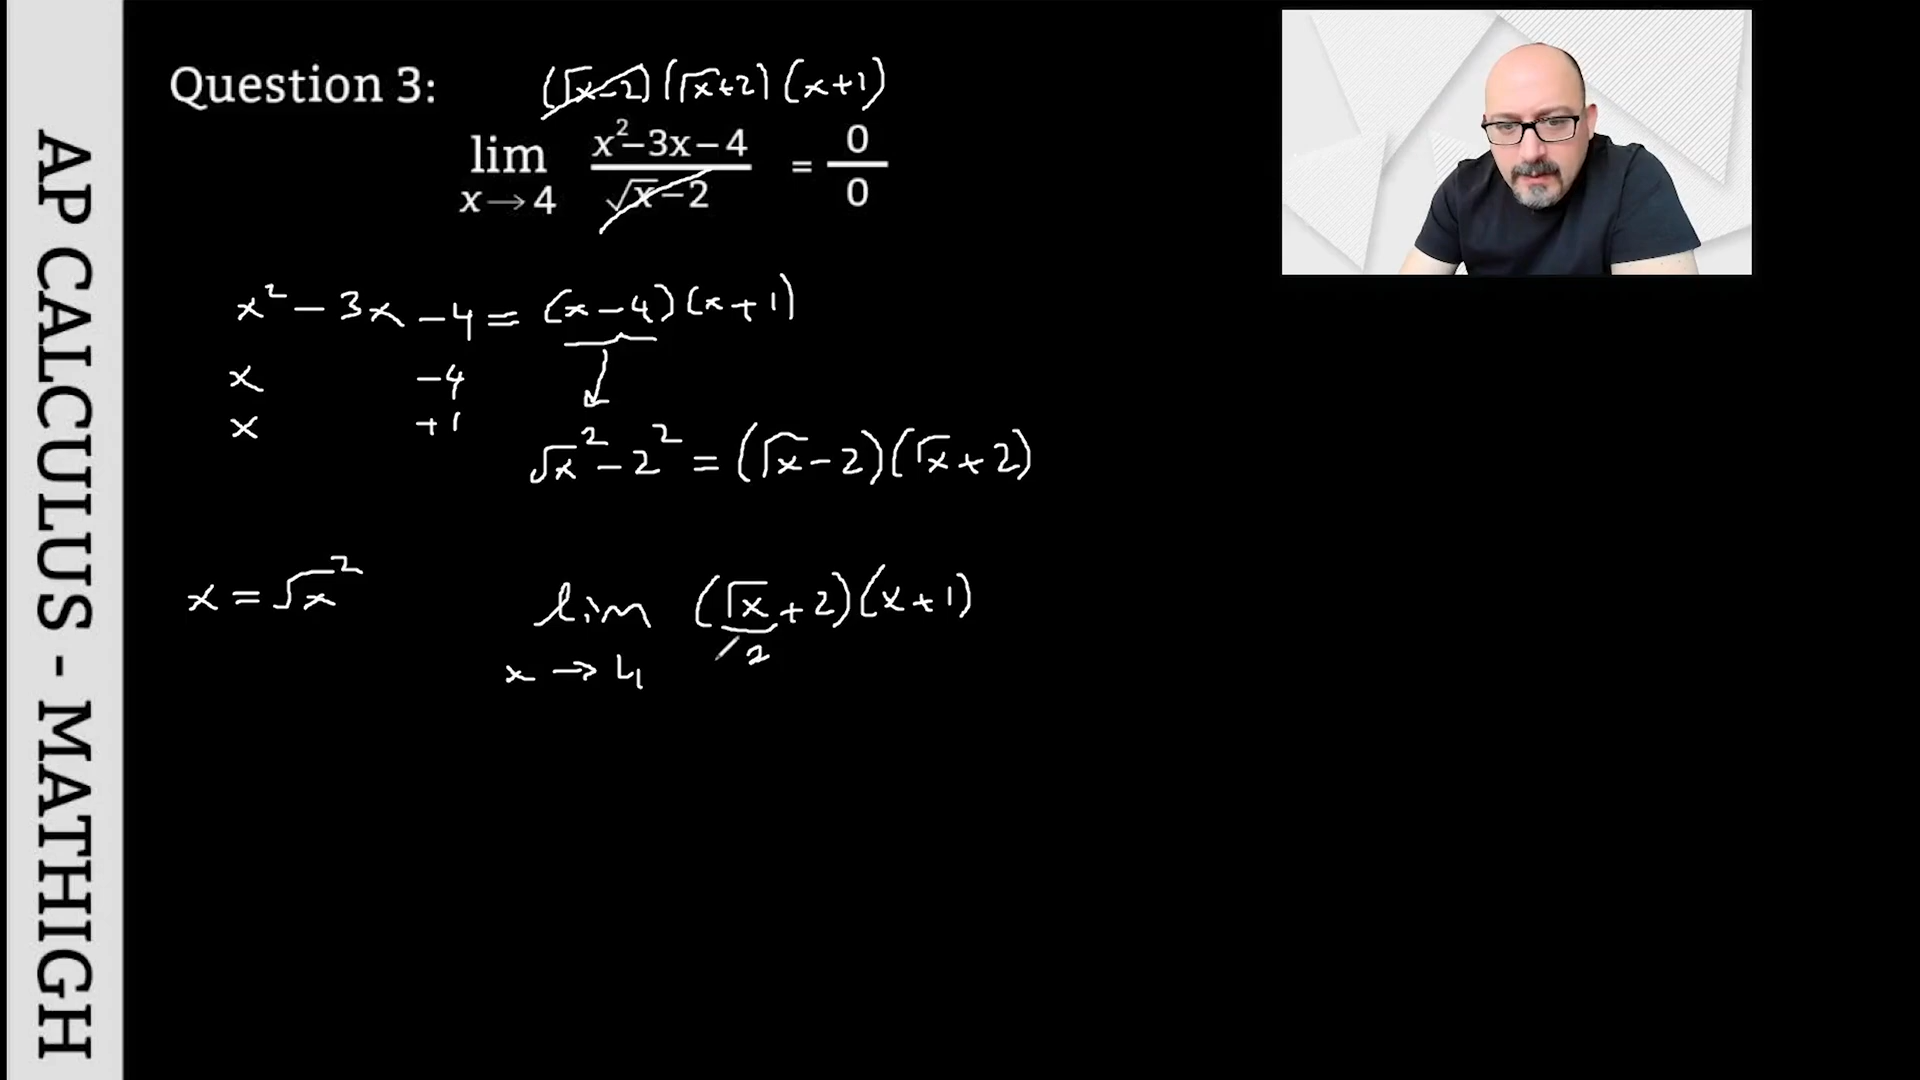 AP CALCULUS - MATHIGH
Question 3:
(√x-2) (√x+2) (x+1)
lim x→4 (x²-3x-4)/(√x-2) = 0/0
x² - 3x - 4 = (x-4)(x+1)
x -4
x +1
√x² - 2² = (√x-2)(√x+2)
x = √x²
lim x→4 (√x+2)(x+1)
2